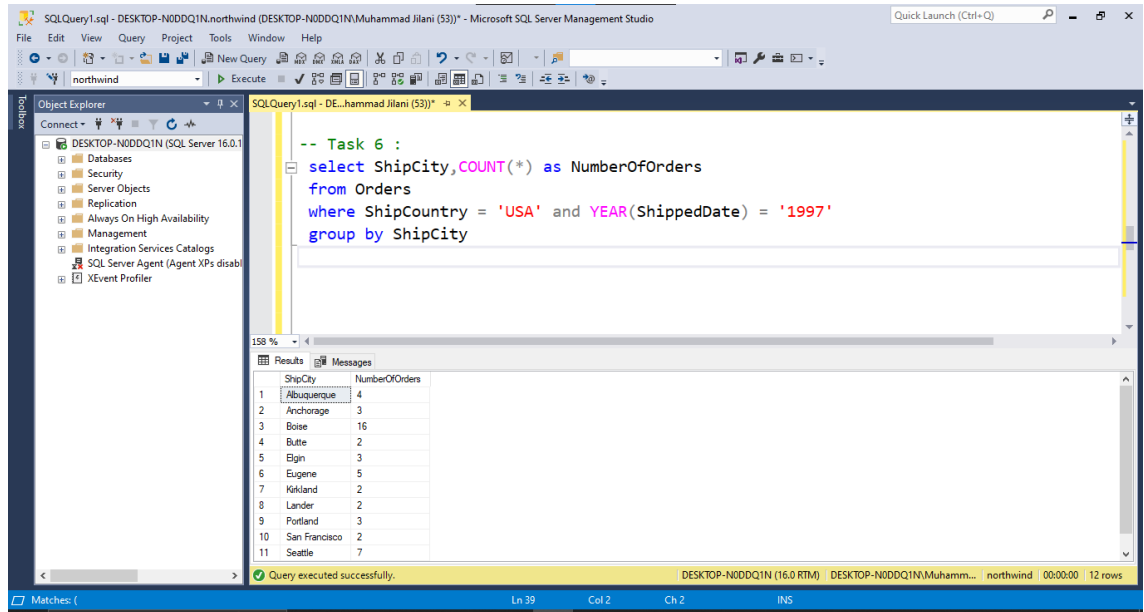 SQLQuery1.sql - DESKTOP-N0DDQ1N.northwind (DESKTOP-N0DDQ1N\Muhammad Jilani (53))* - Microsoft SQL Server Management Studio
Quick Launch (Ctrl+Q)
File Edit View Query Project Tools Window Help
New Query
northwind
Execute
Toolbox
Object Explorer
Connect
DESKTOP-N0DDQ1N (SQL Server 16.0.1
Databases
Security
Server Objects
Replication
Always On High Availability
Management
Integration Services Catalogs
SQL Server Agent (Agent XPs disabl
XEvent Profiler
SQLQuery1.sql - DE...hammad Jilani (53))*
-- Task 6 :
select ShipCity,COUNT(*) as NumberOfOrders
from Orders
where ShipCountry = 'USA' and YEAR(ShippedDate) = '1997'
group by ShipCity
158 %
Results Messages
ShipCity NumberOfOrders
1 Albuquerque 4
2 Anchorage 3
3 Boise 16
4 Butte 2
5 Elgin 3
6 Eugene 5
7 Kirkland 2
8 Lander 2
9 Portland 3
10 San Francisco 2
11 Seattle 7
Query executed successfully.
DESKTOP-N0DDQ1N (16.0 RTM) DESKTOP-N0DDQ1N\Muhamm... northwind 00:00:00 12 rows
Matches: (
Ln 39 Col 2 Ch 2 INS